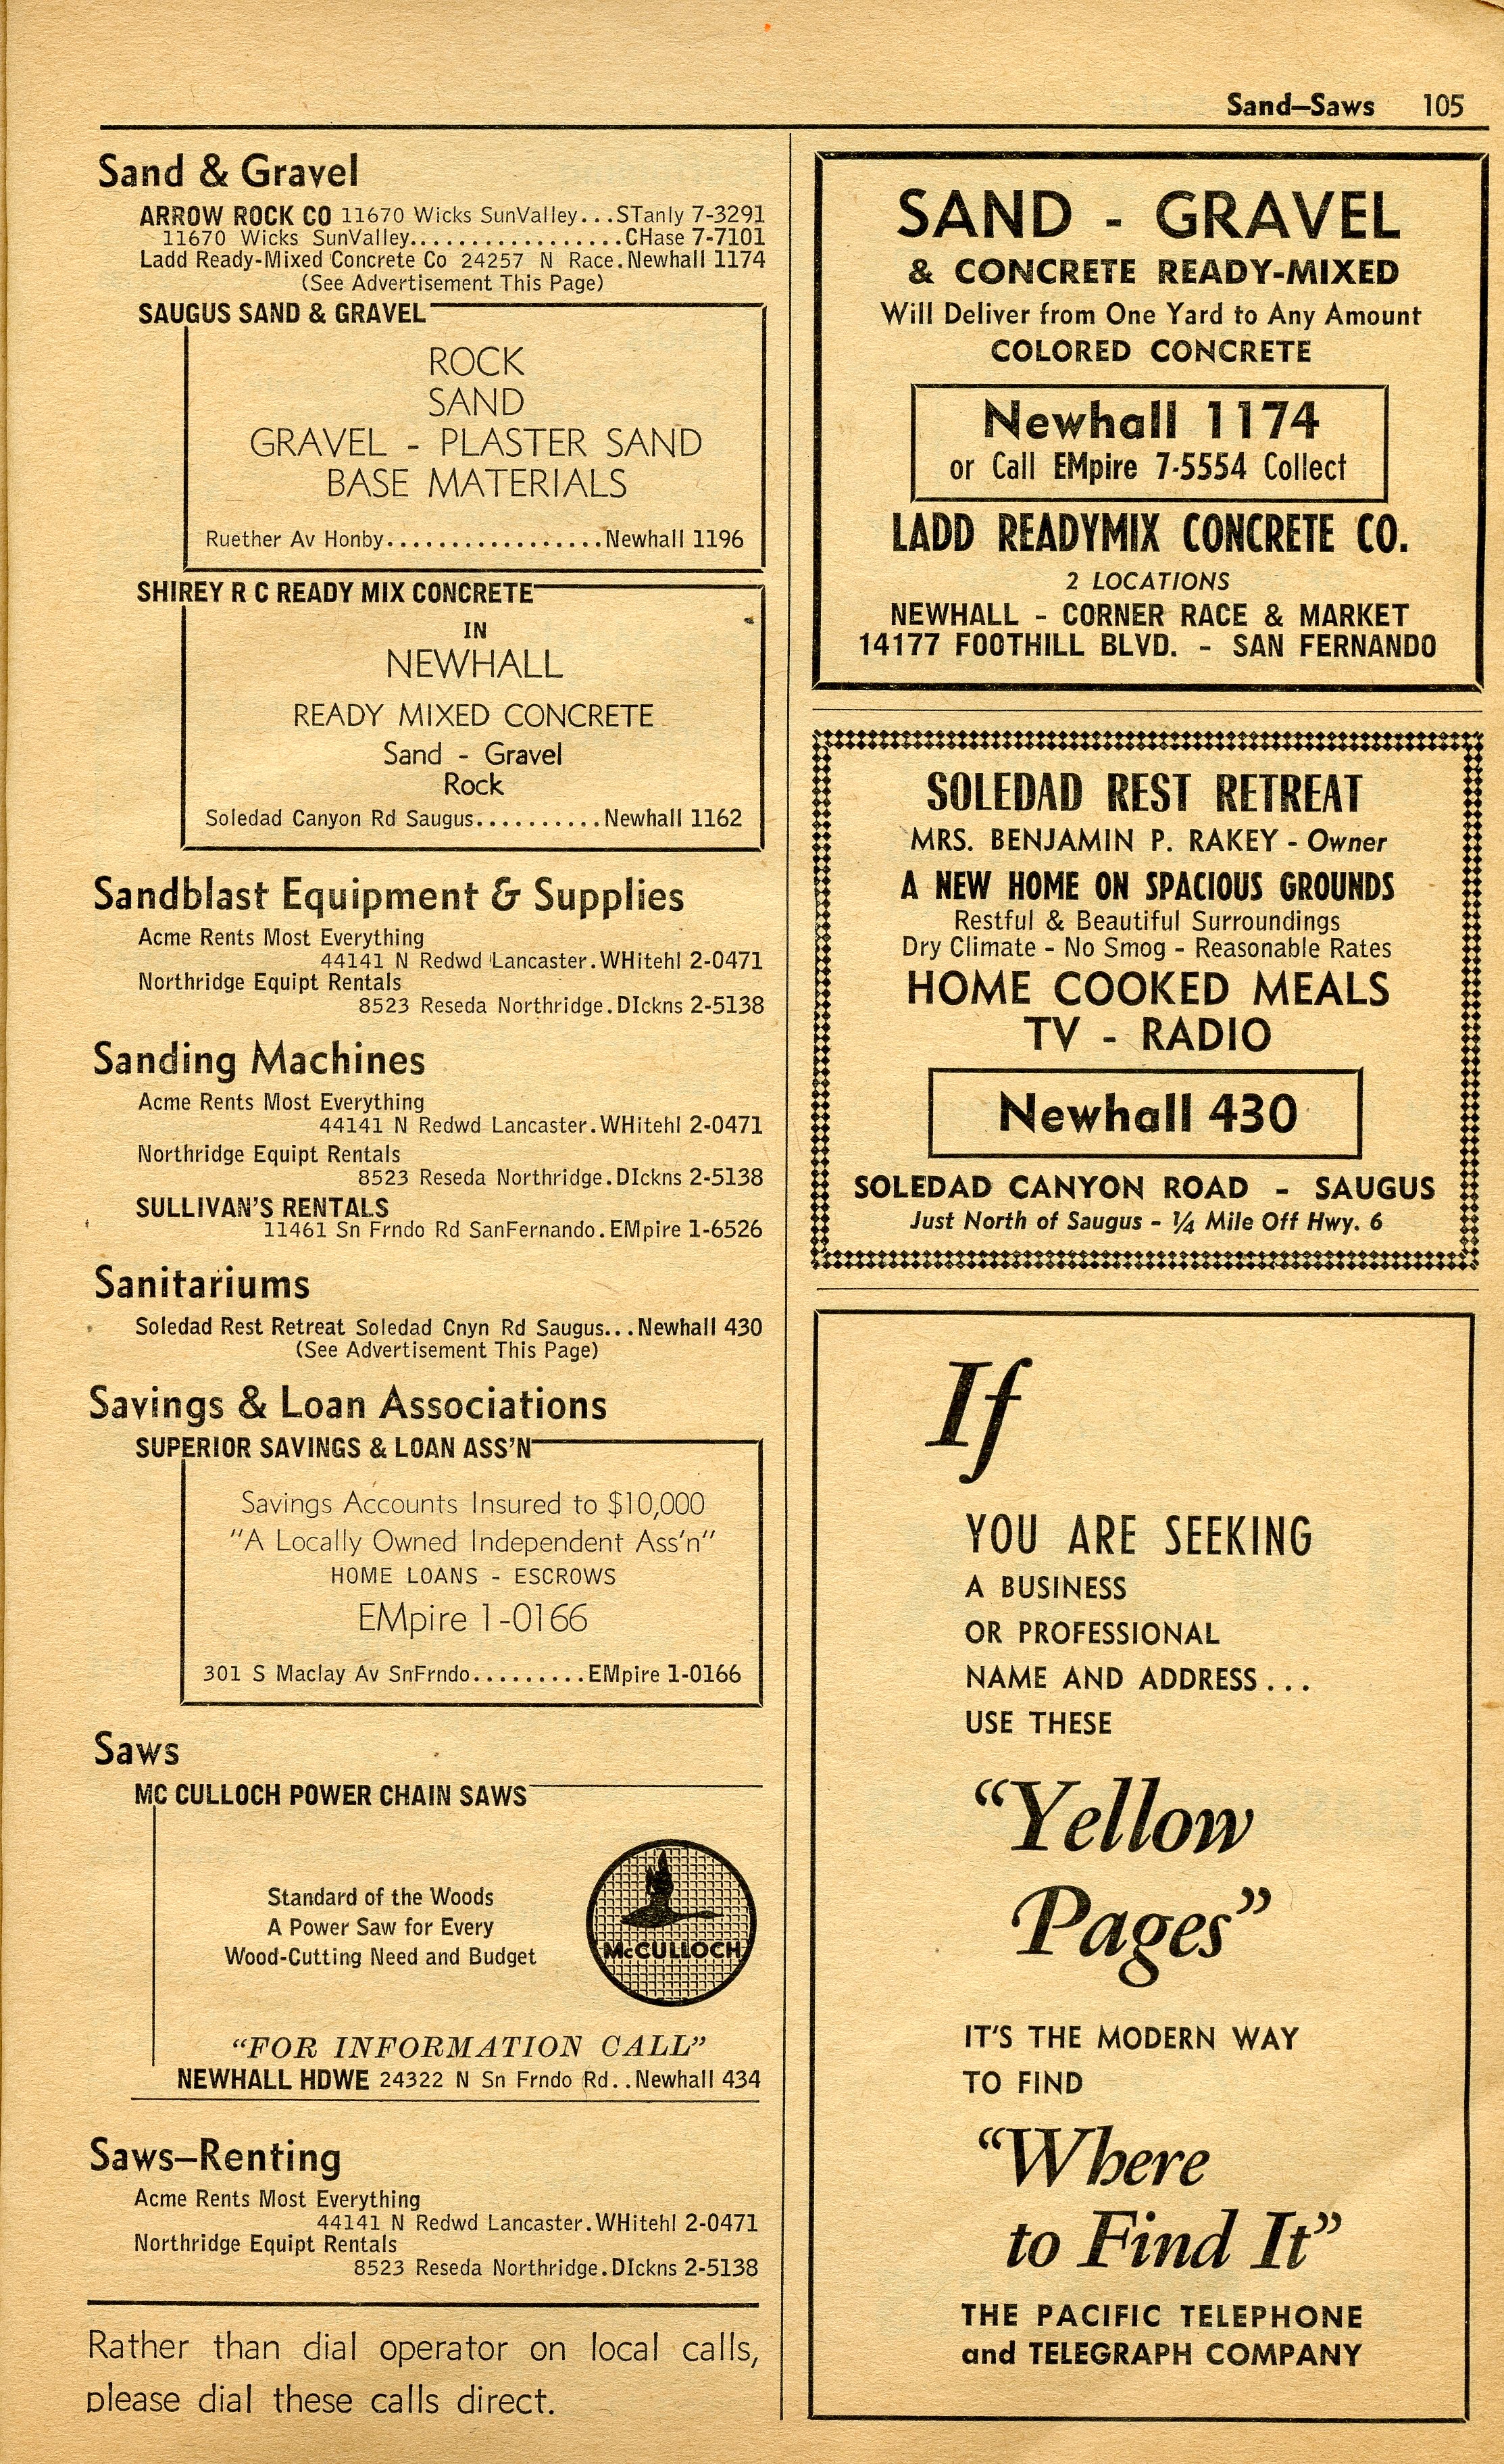 Sand–Saws 105
Sand & Gravel
ARROW ROCK CO 11670 Wicks SunValley...STanly 7-3291
11670 Wicks SunValley..................CHase 7-7101
Ladd Ready-Mixed Concrete Co 24257 N Race.Newhall 1174
(See Advertisement This Page)
SAUGUS SAND & GRAVEL
ROCK
SAND
GRAVEL - PLASTER SAND
BASE MATERIALS
Ruether Av Honby.................Newhall 1196
SHIREY R C READY MIX CONCRETE
IN
NEWHALL
READY MIXED CONCRETE
Sand - Gravel
Rock
Soledad Canyon Rd Saugus..........Newhall 1162
Sandblast Equipment & Supplies
Acme Rents Most Everything
44141 N Redwd Lancaster.WHitehl 2-0471
Northridge Equipt Rentals
8523 Reseda Northridge.DIckns 2-5138
Sanding Machines
Acme Rents Most Everything
44141 N Redwd Lancaster.WHitehl 2-0471
Northridge Equipt Rentals
8523 Reseda Northridge.DIckns 2-5138
SULLIVAN'S RENTALS
11461 Sn Frndo Rd SanFernando.EMpire 1-6526
Sanitariums
Soledad Rest Retreat Soledad Cnyn Rd Saugus...Newhall 430
(See Advertisement This Page)
Savings & Loan Associations
SUPERIOR SAVINGS & LOAN ASS'N
Savings Accounts Insured to $10,000
"A Locally Owned Independent Ass'n"
HOME LOANS - ESCROWS
EMpire 1-0166
301 S Maclay Av SnFrndo.........EMpire 1-0166
Saws
MC CULLOCH POWER CHAIN SAWS
Standard of the Woods
A Power Saw for Every
Wood-Cutting Need and Budget
McCULLOCH
"FOR INFORMATION CALL"
NEWHALL HDWE 24322 N Sn Frndo Rd..Newhall 434
Saws–Renting
Acme Rents Most Everything
44141 N Redwd Lancaster.WHitehl 2-0471
Northridge Equipt Rentals
8523 Reseda Northridge.DIckns 2-5138
Rather than dial operator on local calls,
please dial these calls direct.
SAND - GRAVEL
& CONCRETE READY-MIXED
Will Deliver from One Yard to Any Amount
COLORED CONCRETE
Newhall 1174
or Call EMpire 7-5554 Collect
LADD READYMIX CONCRETE CO.
2 LOCATIONS
NEWHALL - CORNER RACE & MARKET
14177 FOOTHILL BLVD. - SAN FERNANDO
SOLEDAD REST RETREAT
MRS. BENJAMIN P. RAKEY - Owner
A NEW HOME ON SPACIOUS GROUNDS
Restful & Beautiful Surroundings
Dry Climate - No Smog - Reasonable Rates
HOME COOKED MEALS
TV - RADIO
Newhall 430
SOLEDAD CANYON ROAD - SAUGUS
Just North of Saugus - ¼ Mile Off Hwy. 6
If
YOU ARE SEEKING
A BUSINESS
OR PROFESSIONAL
NAME AND ADDRESS...
USE THESE
"Yellow
Pages"
IT'S THE MODERN WAY
TO FIND
"Where
to Find It"
THE PACIFIC TELEPHONE
and TELEGRAPH COMPANY